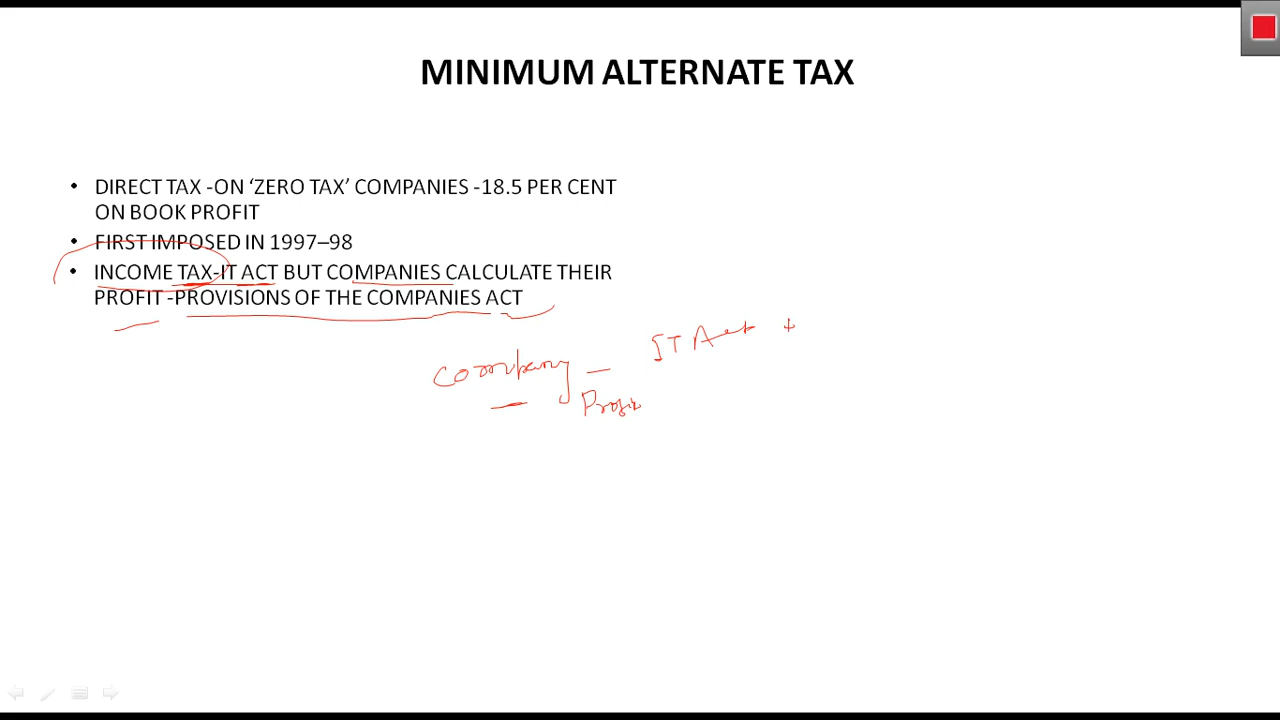 MINIMUM ALTERNATE TAX
• DIRECT TAX -ON ‘ZERO TAX’ COMPANIES -18.5 PER CENT
ON BOOK PROFIT
• FIRST IMPOSED IN 1997–98
• INCOME TAX-IT ACT BUT COMPANIES CALCULATE THEIR
PROFIT -PROVISIONS OF THE COMPANIES ACT
company – IT Act +